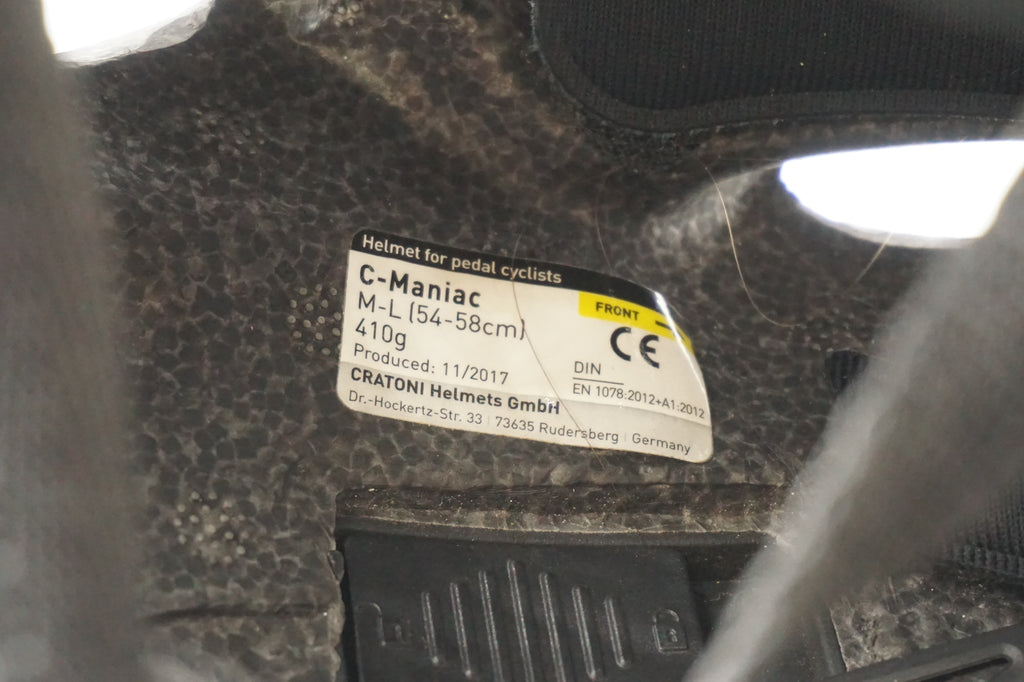 Helmet for pedal cyclists
C-Maniac
M-L (54-58cm)
410g
Produced: 11/2017
FRONT
CE
DIN
EN 1078:2012+A1:2012
CRATONI Helmets GmbH
Dr.-Hockertz-Str. 33 | 73635 Rudersberg | Germany